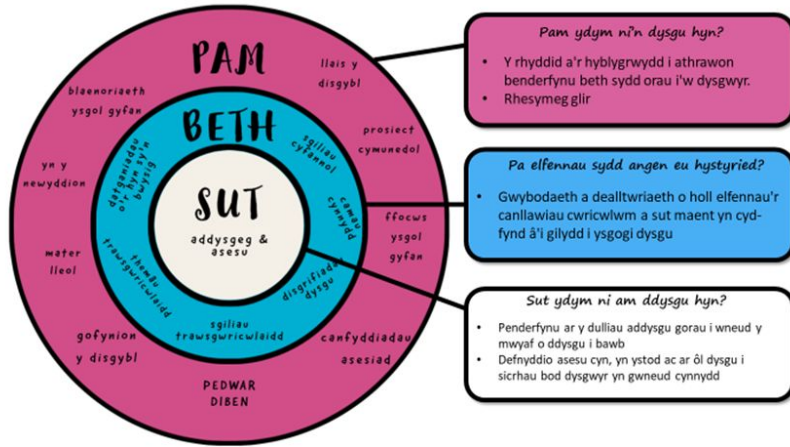 PAM
llais y
disgybl
blaenoriaeth
ysgol gyfan
prosiect
cymunedol
yn y
newyddion
ffocws
ysgol
gyfan
mater
lleol
gofynion
y disgybl
canfyddiadau
asesiad
PEDWAR
DIBEN
BETH
datganiadau
o'r hyn sy'n
bwysig
sgiliau
cyfannol
camau
cynnydd
disgrifiadau
dysgu
themâu
trawsgwricwlaidd
sgiliau
trawsgwricwlaidd
SUT
addysgeg &
asesu
Pam ydym ni'n dysgu hyn?
• Y rhyddid a'r hyblygrwydd i athrawon
benderfynu beth sydd orau i'w dysgwyr.
• Rhesymeg glir
Pa elfennau sydd angen eu hystyried?
• Gwybodaeth a dealltwriaeth o holl elfennau'r
canllawiau cwricwlwm a sut maent yn cyd-
fynd â'i gilydd i ysgogi dysgu
Sut ydym ni am ddysgu hyn?
• Penderfynu ar y dulliau addysgu gorau i wneud y
mwyaf o ddysgu i bawb
• Defnyddio asesu cyn, yn ystod ac ar ôl dysgu i
sicrhau bod dysgwyr yn gwneud cynnydd